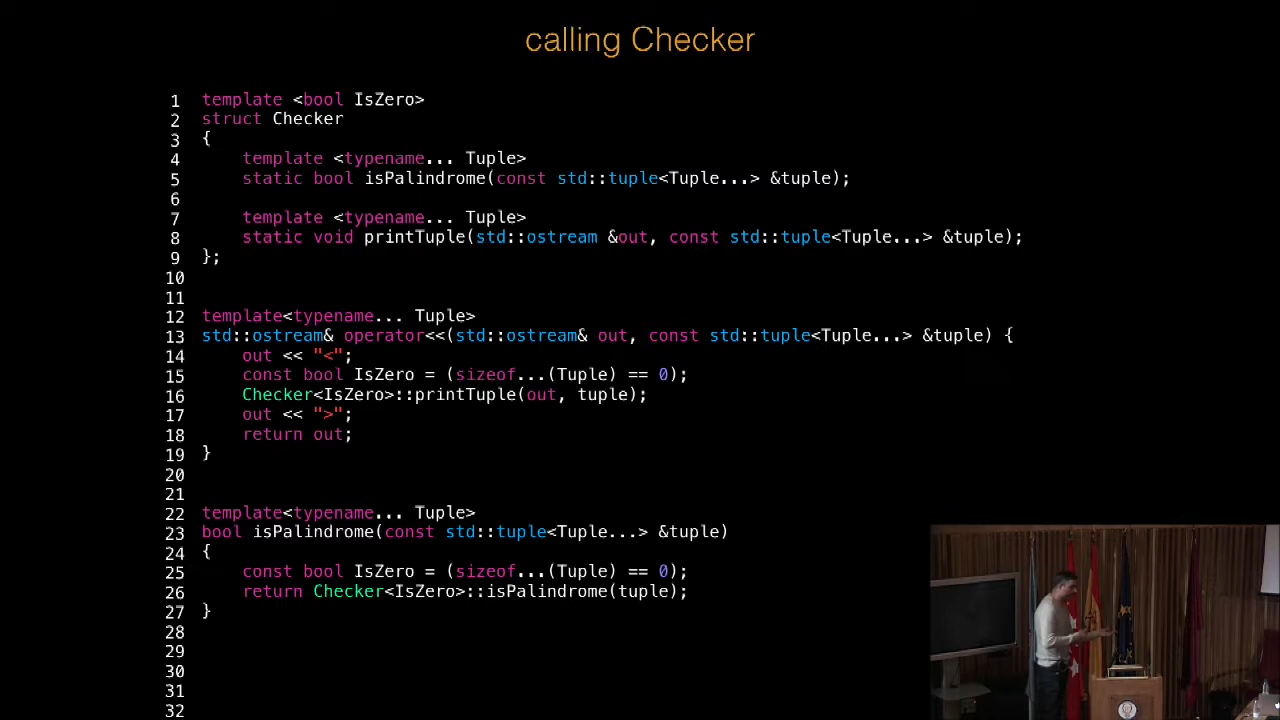 calling Checker
1 template <bool IsZero>
2 struct Checker
3 {
4     template <typename... Tuple>
5     static bool isPalindrome(const std::tuple<Tuple...> &tuple);
6
7     template <typename... Tuple>
8     static void printTuple(std::ostream &out, const std::tuple<Tuple...> &tuple);
9 };
10
11
12 template<typename... Tuple>
13 std::ostream& operator<<(std::ostream& out, const std::tuple<Tuple...> &tuple) {
14     out << "<";
15     const bool IsZero = (sizeof...(Tuple) == 0);
16     Checker<IsZero>::printTuple(out, tuple);
17     out << ">";
18     return out;
19 }
20
21
22 template<typename... Tuple>
23 bool isPalindrome(const std::tuple<Tuple...> &tuple)
24 {
25     const bool IsZero = (sizeof...(Tuple) == 0);
26     return Checker<IsZero>::isPalindrome(tuple);
27 }
28
29
30
31
32